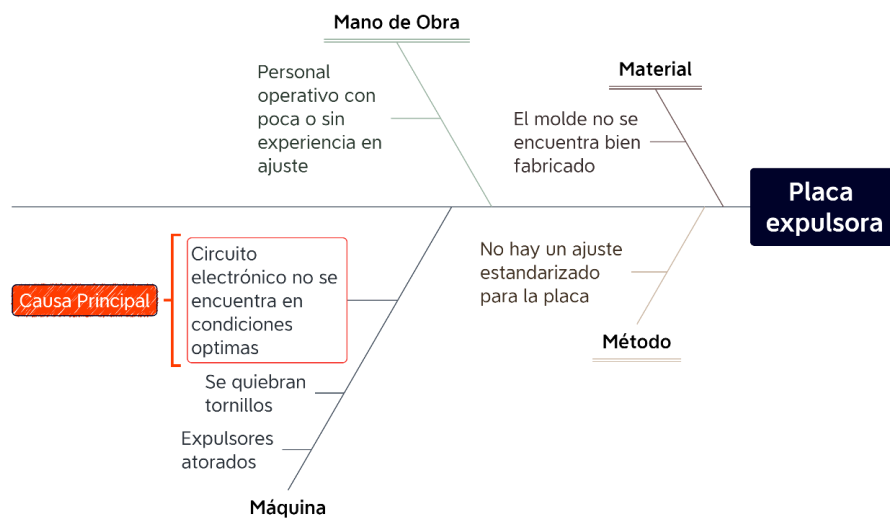 Mano de Obra
Personal
operativo con
poca o sin
experiencia en
ajuste
Material
El molde no se
encuentra bien
fabricado
Placa
expulsora
Causa Principal
Circuito
electrónico no se
encuentra en
condiciones
optimas
No hay un ajuste
estandarizado
para la placa
Método
Se quiebran
tornillos
Expulsores
atorados
Máquina